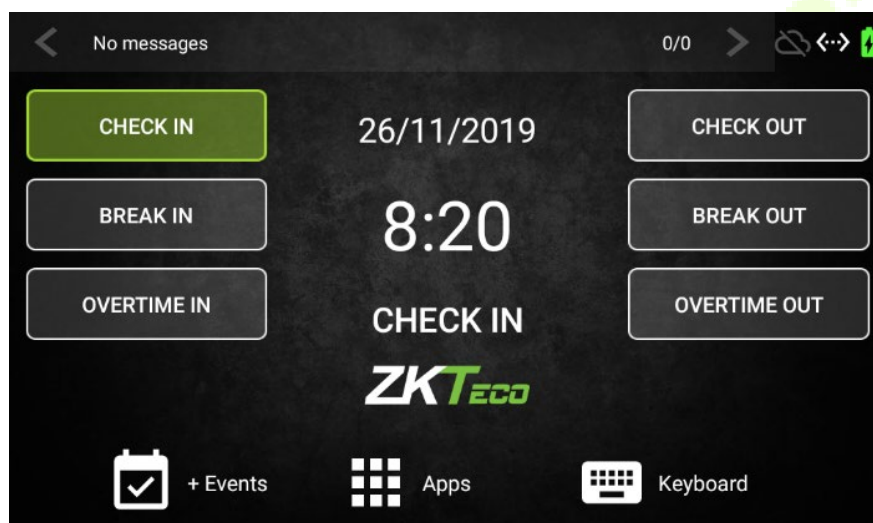 No messages 0/0
CHECK IN 26/11/2019 CHECK OUT
BREAK IN 8:20 BREAK OUT
OVERTIME IN CHECK IN OVERTIME OUT
ZKTECO
+ Events Apps Keyboard